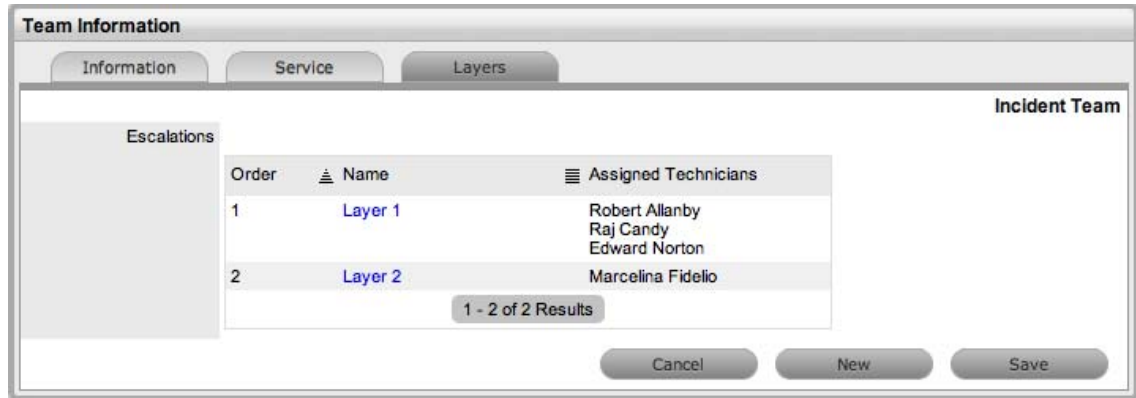 Team Information
Information Service Layers
Incident Team
Escalations
Order Name Assigned Technicians
1 Layer 1 Robert Allanby
Raj Candy
Edward Norton
2 Layer 2 Marcelina Fidelio
1 - 2 of 2 Results
Cancel New Save